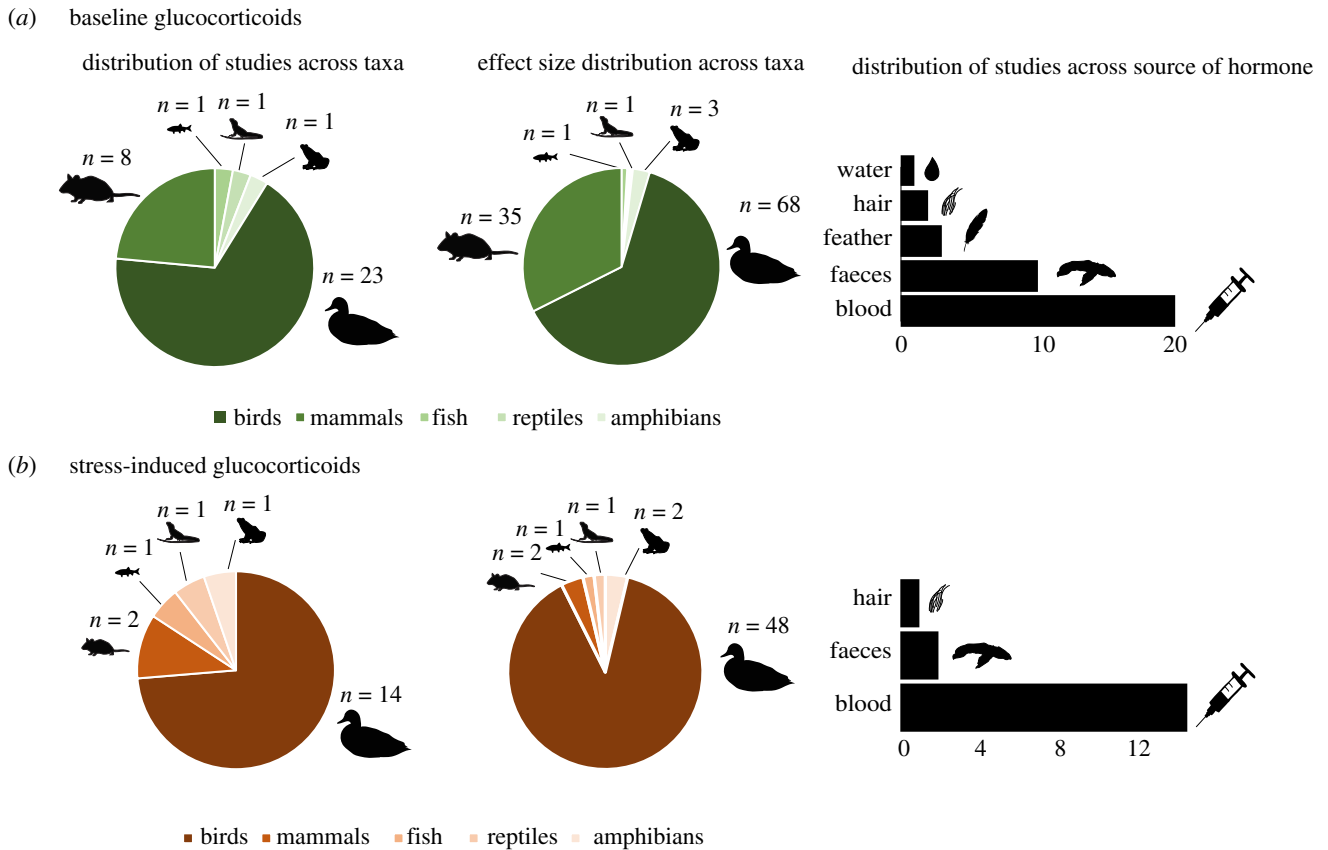 (a) baseline glucocorticoids
distribution of studies across taxa
effect size distribution across taxa
distribution of studies across source of hormone
n = 1
n = 1
n = 1
n = 8
n = 23
n = 1
n = 1
n = 3
n = 35
n = 68
water
hair
feather
faeces
blood
0 10 20
birds mammals fish reptiles amphibians
(b) stress-induced glucocorticoids
n = 1
n = 1
n = 1
n = 2
n = 14
n = 1
n = 2
n = 1
n = 2
n = 48
hair
faeces
blood
0 4 8 12
birds mammals fish reptiles amphibians